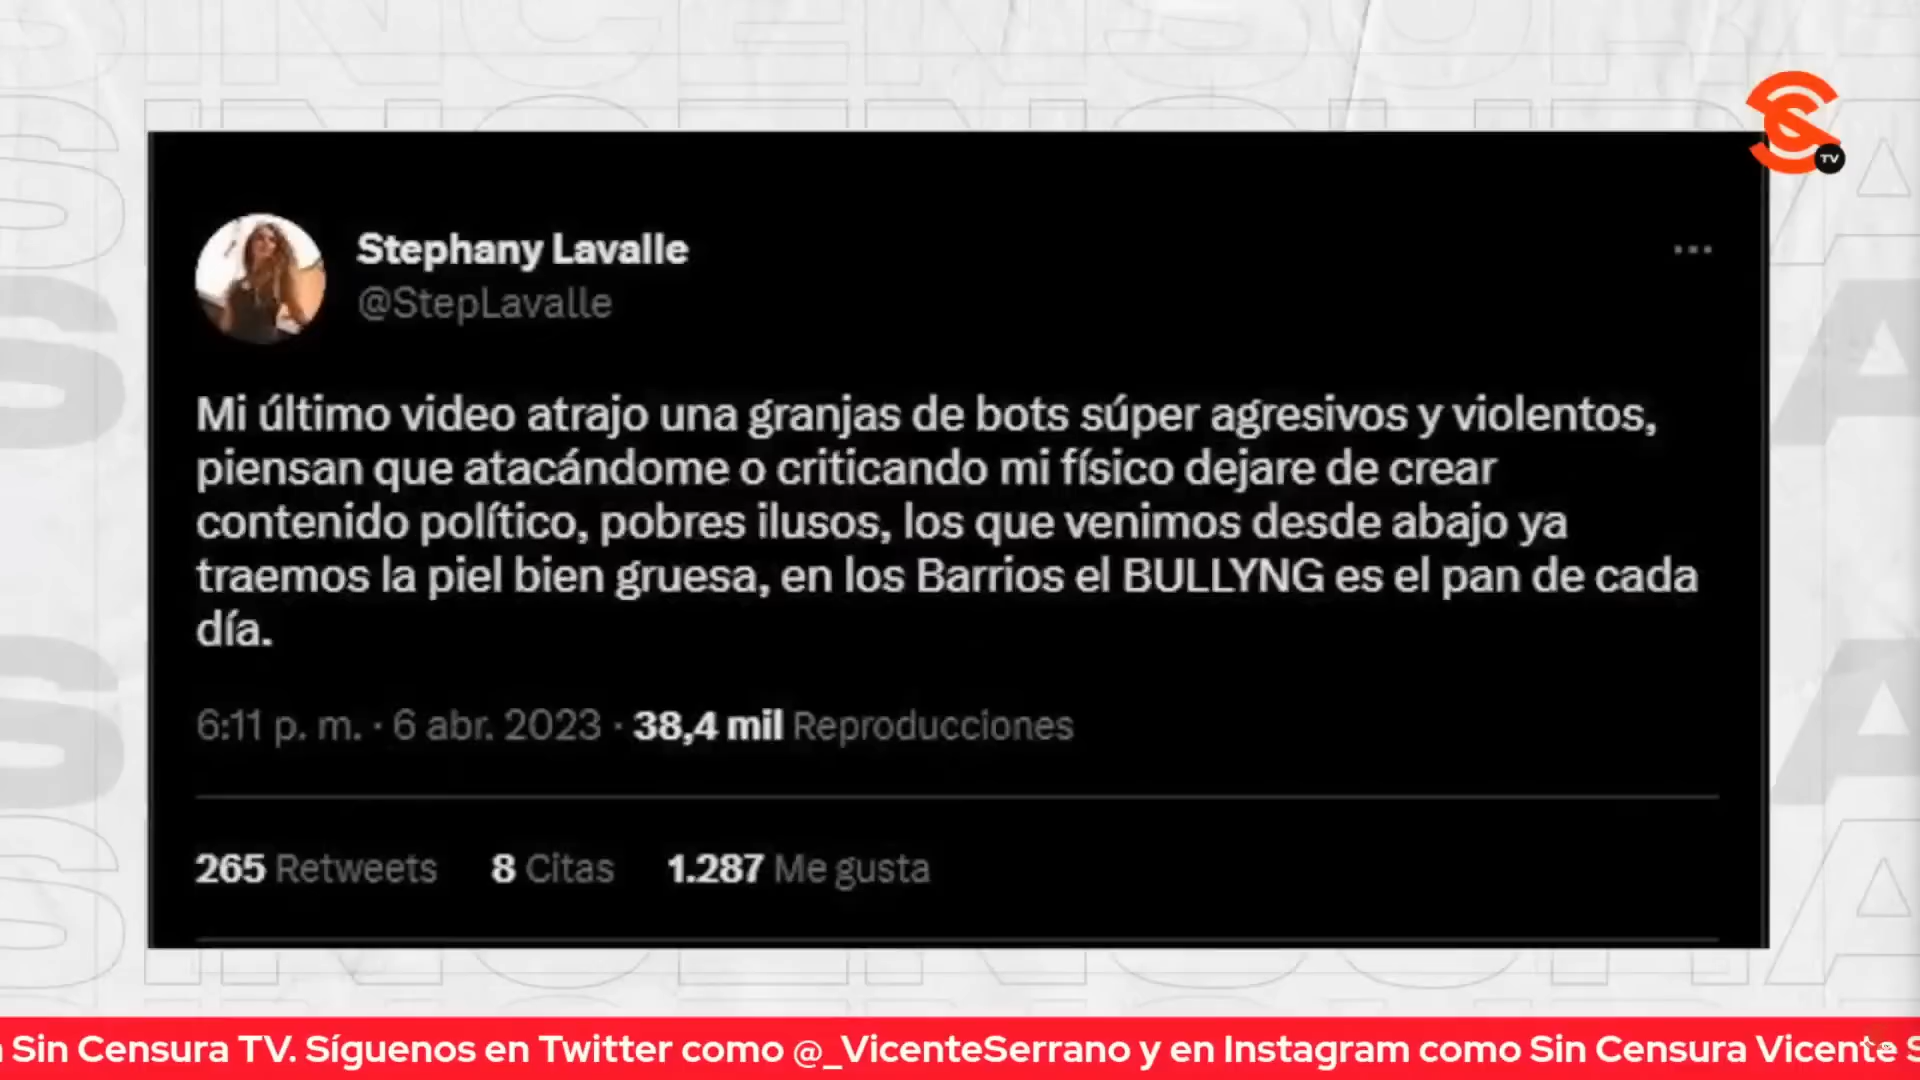 SINCENSURA
TV
Stephany Lavalle
@StepLavalle
Mi último video atrajo una granjas de bots súper agresivos y violentos,
piensan que atacándome o criticando mi físico dejare de crear
contenido político, pobres ilusos, los que venimos desde abajo ya
traemos la piel bien gruesa, en los Barrios el BULLYNG es el pan de cada
día.
6:11 p. m. · 6 abr. 2023 · 38,4 mil Reproducciones
265 Retweets 8 Citas 1.287 Me gusta
Sin Censura TV. Síguenos en Twitter como @_VicenteSerrano y en Instagram como Sin Censura Vicente S